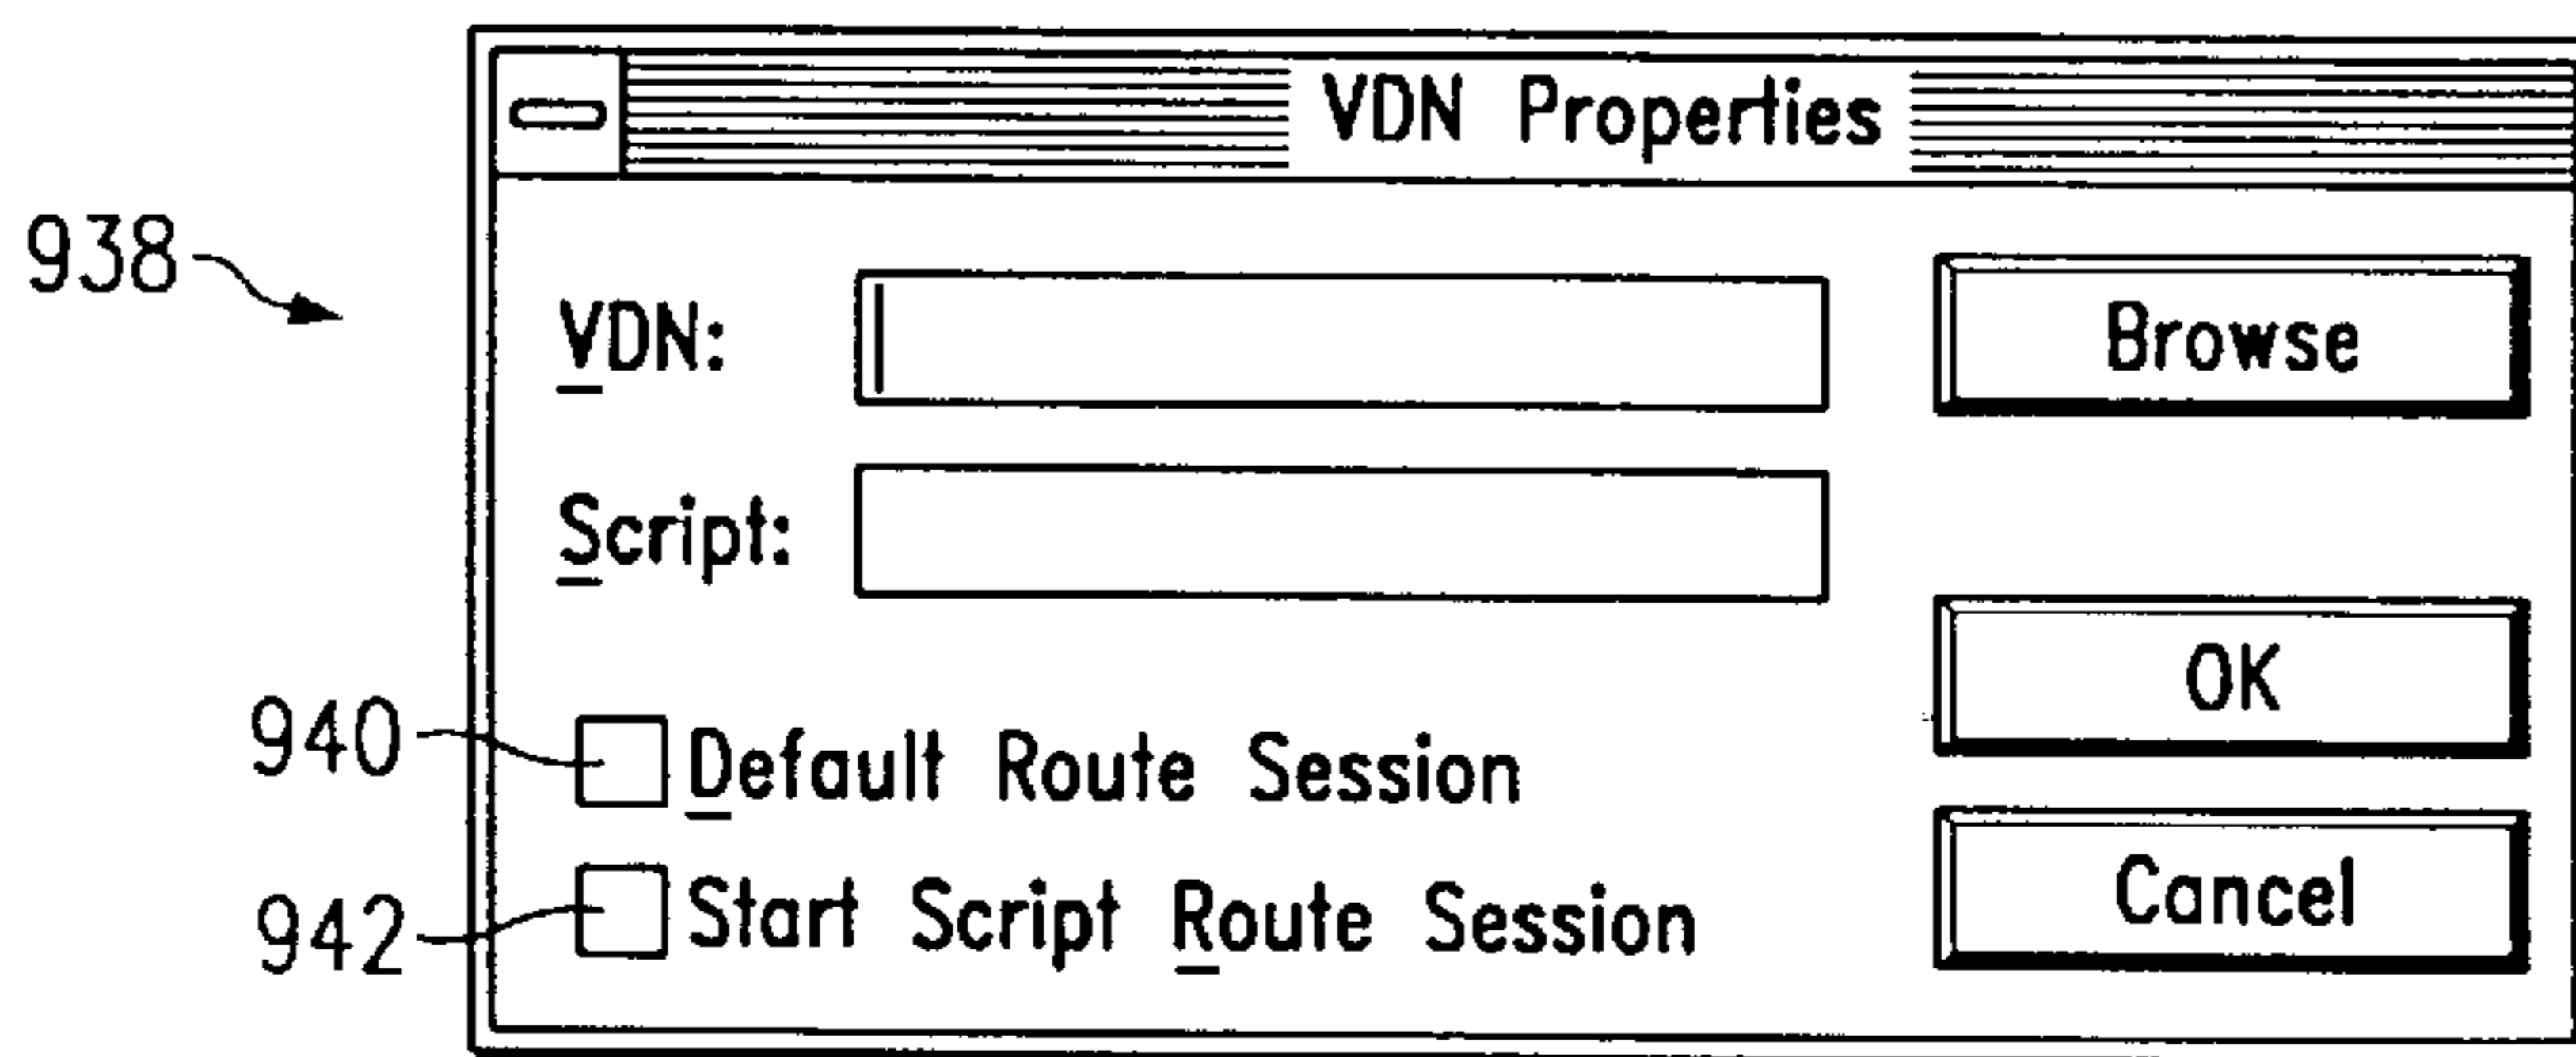 VDN Properties
938
VDN:
Browse
Script:
OK
940
Default Route Session
942
Start Script Route Session
Cancel